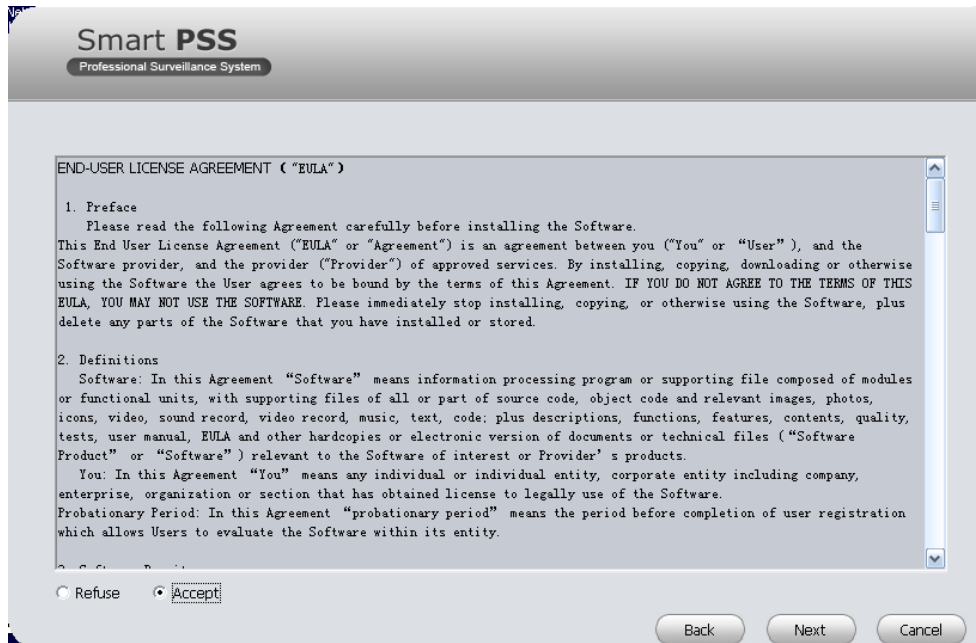 Smart PSS
Professional Surveillance System
END-USER LICENSE AGREEMENT ("EULA")
1. Preface
Please read the following Agreement carefully before installing the Software.
This End User License Agreement ("EULA" or "Agreement") is an agreement between you ("You" or “User”), and the
Software provider, and the provider ("Provider") of approved services. By installing, copying, downloading or otherwise
using the Software the User agrees to be bound by the terms of this Agreement. IF YOU DO NOT AGREE TO THE TERMS OF THIS
EULA, YOU MAY NOT USE THE SOFTWARE. Please immediately stop installing, copying, or otherwise using the Software, plus
delete any parts of the Software that you have installed or stored.
2. Definitions
Software: In this Agreement “Software” means information processing program or supporting file composed of modules
or functional units, with supporting files of all or part of source code, object code and relevant images, photos,
icons, video, sound record, video record, music, text, code; plus descriptions, functions, features, contents, quality,
tests, user manual, EULA and other hardcopies or electronic version of documents or technical files (“Software
Product” or “Software”) relevant to the Software of interest or Provider’s products.
You: In this Agreement “You” means any individual or individual entity, corporate entity including company,
enterprise, organization or section that has obtained license to legally use of the Software.
Probationary Period: In this Agreement “probationary period” means the period before completion of user registration
which allows Users to evaluate the Software within its entity.
Refuse Accept
Back Next Cancel